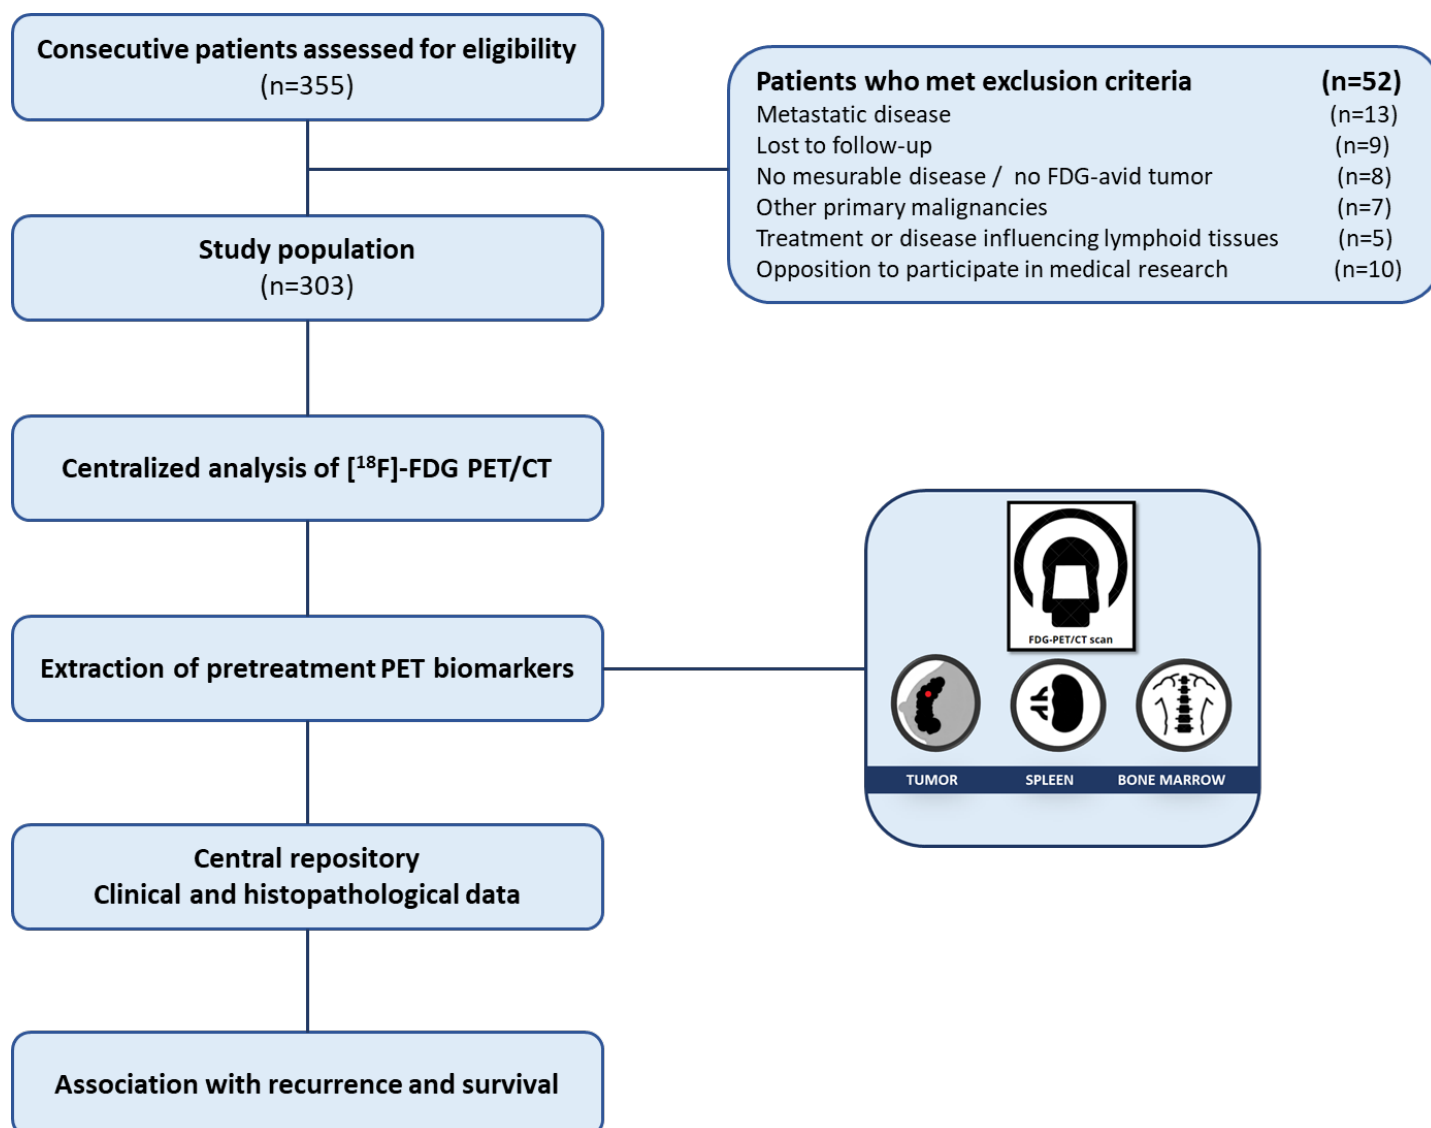 Consecutive patients assessed for eligibility
(n=355)
Patients who met exclusion criteria (n=52)
Metastatic disease (n=13)
Lost to follow-up (n=9)
No mesurable disease / no FDG-avid tumor (n=8)
Other primary malignancies (n=7)
Treatment or disease influencing lymphoid tissues (n=5)
Opposition to participate in medical research (n=10)
Study population
(n=303)
Centralized analysis of [¹⁸F]-FDG PET/CT
Extraction of pretreatment PET biomarkers
FDG-PET/CT scan
TUMOR SPLEEN BONE MARROW
Central repository
Clinical and histopathological data
Association with recurrence and survival